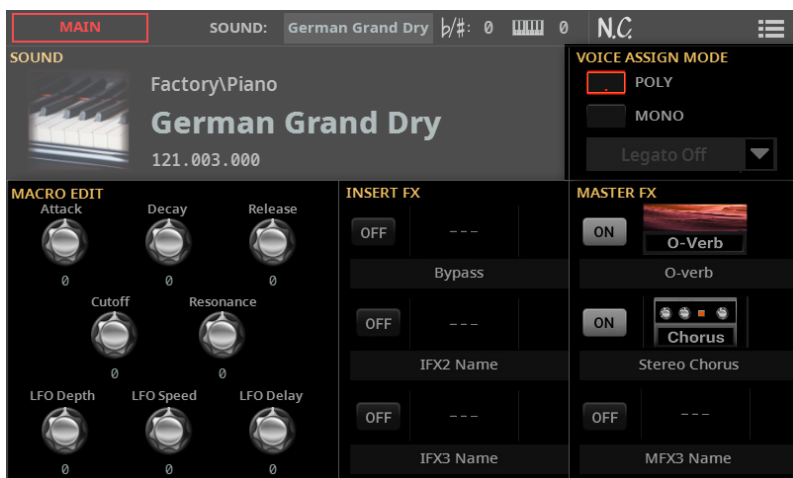 MAIN
SOUND: German Grand Dry ♭/#: 0 0 N.C.
SOUND
Factory\Piano
German Grand Dry
121.003.000
VOICE ASSIGN MODE
POLY
MONO
Legato Off
MACRO EDIT
Attack Decay Release
0 0 0
Cutoff Resonance
0 0
LFO Depth LFO Speed LFO Delay
0 0 0
INSERT FX
OFF ---
Bypass
OFF ---
IFX2 Name
OFF ---
IFX3 Name
MASTER FX
ON O-Verb
O-verb
ON Chorus
Stereo Chorus
OFF ---
MFX3 Name